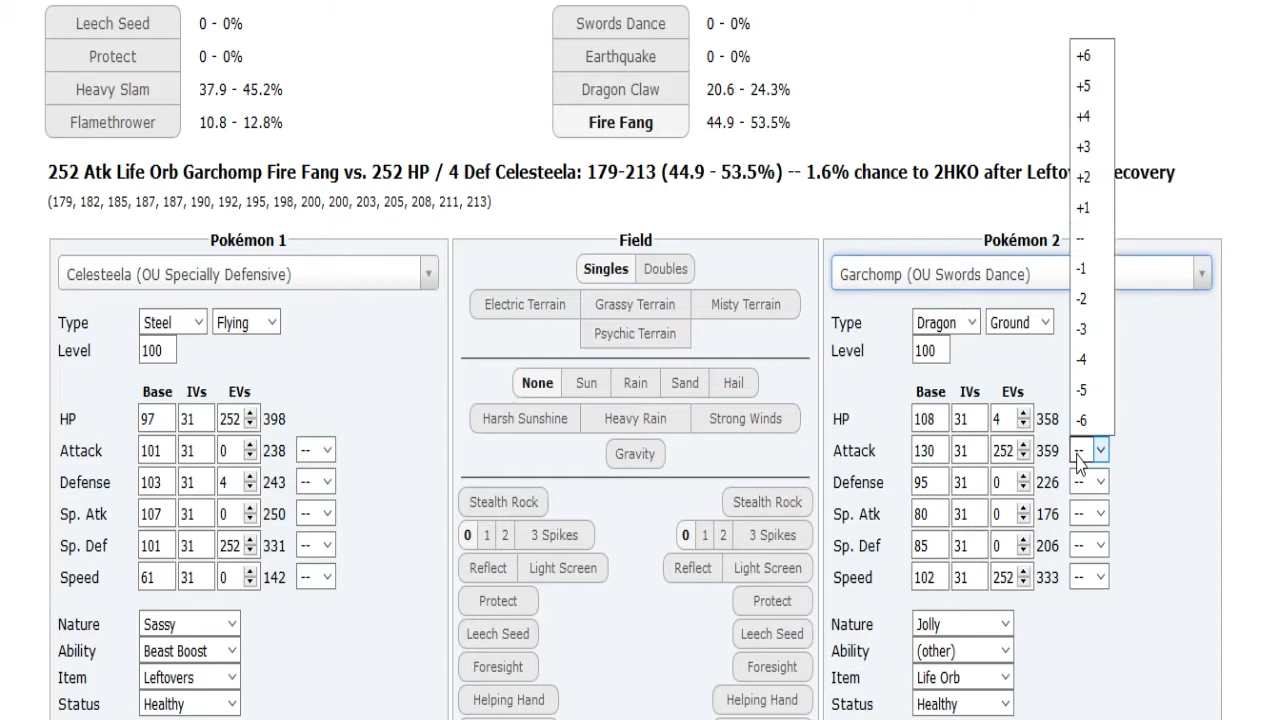 Leech Seed 0 - 0% Swords Dance 0 - 0%
Protect 0 - 0% Earthquake 0 - 0%
Heavy Slam 37.9 - 45.2% Dragon Claw 20.6 - 24.3%
Flamethrower 10.8 - 12.8% Fire Fang 44.9 - 53.5%
252 Atk Life Orb Garchomp Fire Fang vs. 252 HP / 4 Def Celesteela: 179-213 (44.9 - 53.5%) -- 1.6% chance to 2HKO after Lefto ecovery
(179, 182, 185, 187, 187, 190, 192, 195, 198, 200, 200, 203, 205, 208, 211, 213)
+6
+5
+4
+3
+2
+1
--
-1
-2
-3
-4
-5
-6
Pokémon 1
Celesteela (OU Specially Defensive)
Type Steel Flying
Level 100
Base IVs EVs
HP 97 31 252 398
Attack 101 31 0 238 --
Defense 103 31 4 243 --
Sp. Atk 107 31 0 250 --
Sp. Def 101 31 252 331 --
Speed 61 31 0 142 --
Nature Sassy
Ability Beast Boost
Item Leftovers
Status Healthy
Field
Singles Doubles
Electric Terrain Grassy Terrain Misty Terrain
Psychic Terrain
None Sun Rain Sand Hail
Harsh Sunshine Heavy Rain Strong Winds
Gravity
Stealth Rock Stealth Rock
0 1 2 3 Spikes 0 1 2 3 Spikes
Reflect Light Screen Reflect Light Screen
Protect Protect
Leech Seed Leech Seed
Foresight Foresight
Helping Hand Helping Hand
Pokémon 2
Garchomp (OU Swords Dance)
Type Dragon Ground
Level 100
Base IVs EVs
HP 108 31 4 358
Attack 130 31 252 359 --
Defense 95 31 0 226 --
Sp. Atk 80 31 0 176 --
Sp. Def 85 31 0 206 --
Speed 102 31 252 333 --
Nature Jolly
Ability (other)
Item Life Orb
Status Healthy